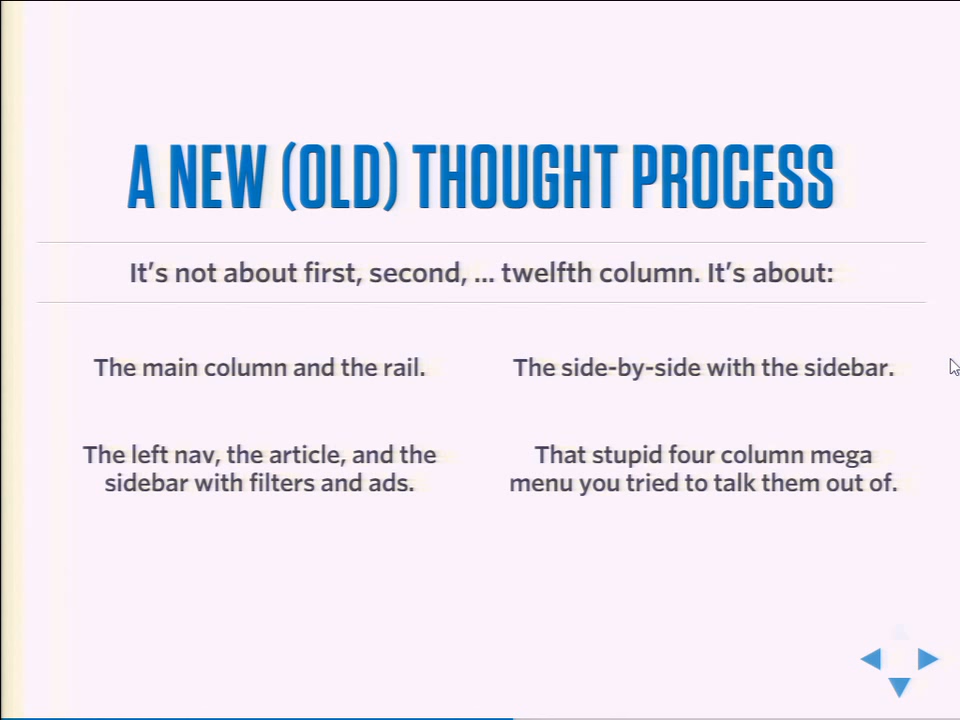 A NEW (OLD) THOUGHT PROCESS
It’s not about first, second, ... twelfth column. It’s about:
The main column and the rail.
The side-by-side with the sidebar.
The left nav, the article, and the
sidebar with filters and ads.
That stupid four column mega
menu you tried to talk them out of.